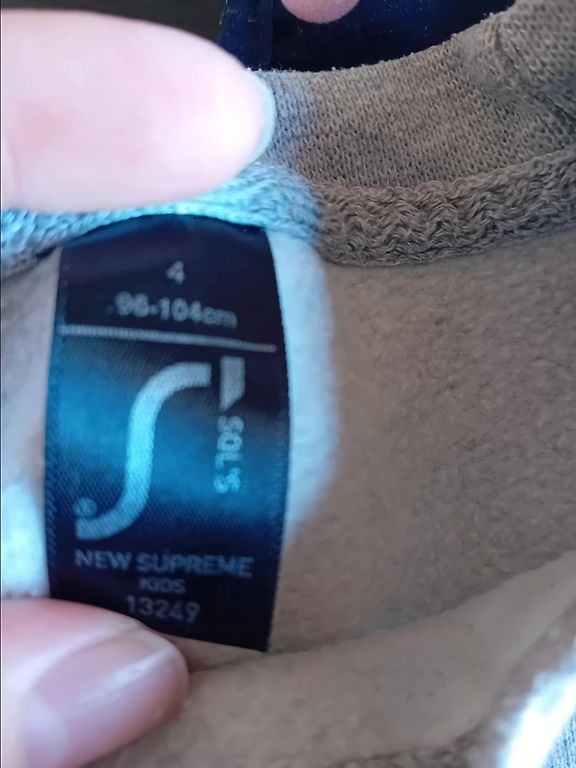 4
96-104cm
SOL'S
S
®
NEW SUPREME
KIDS
13249